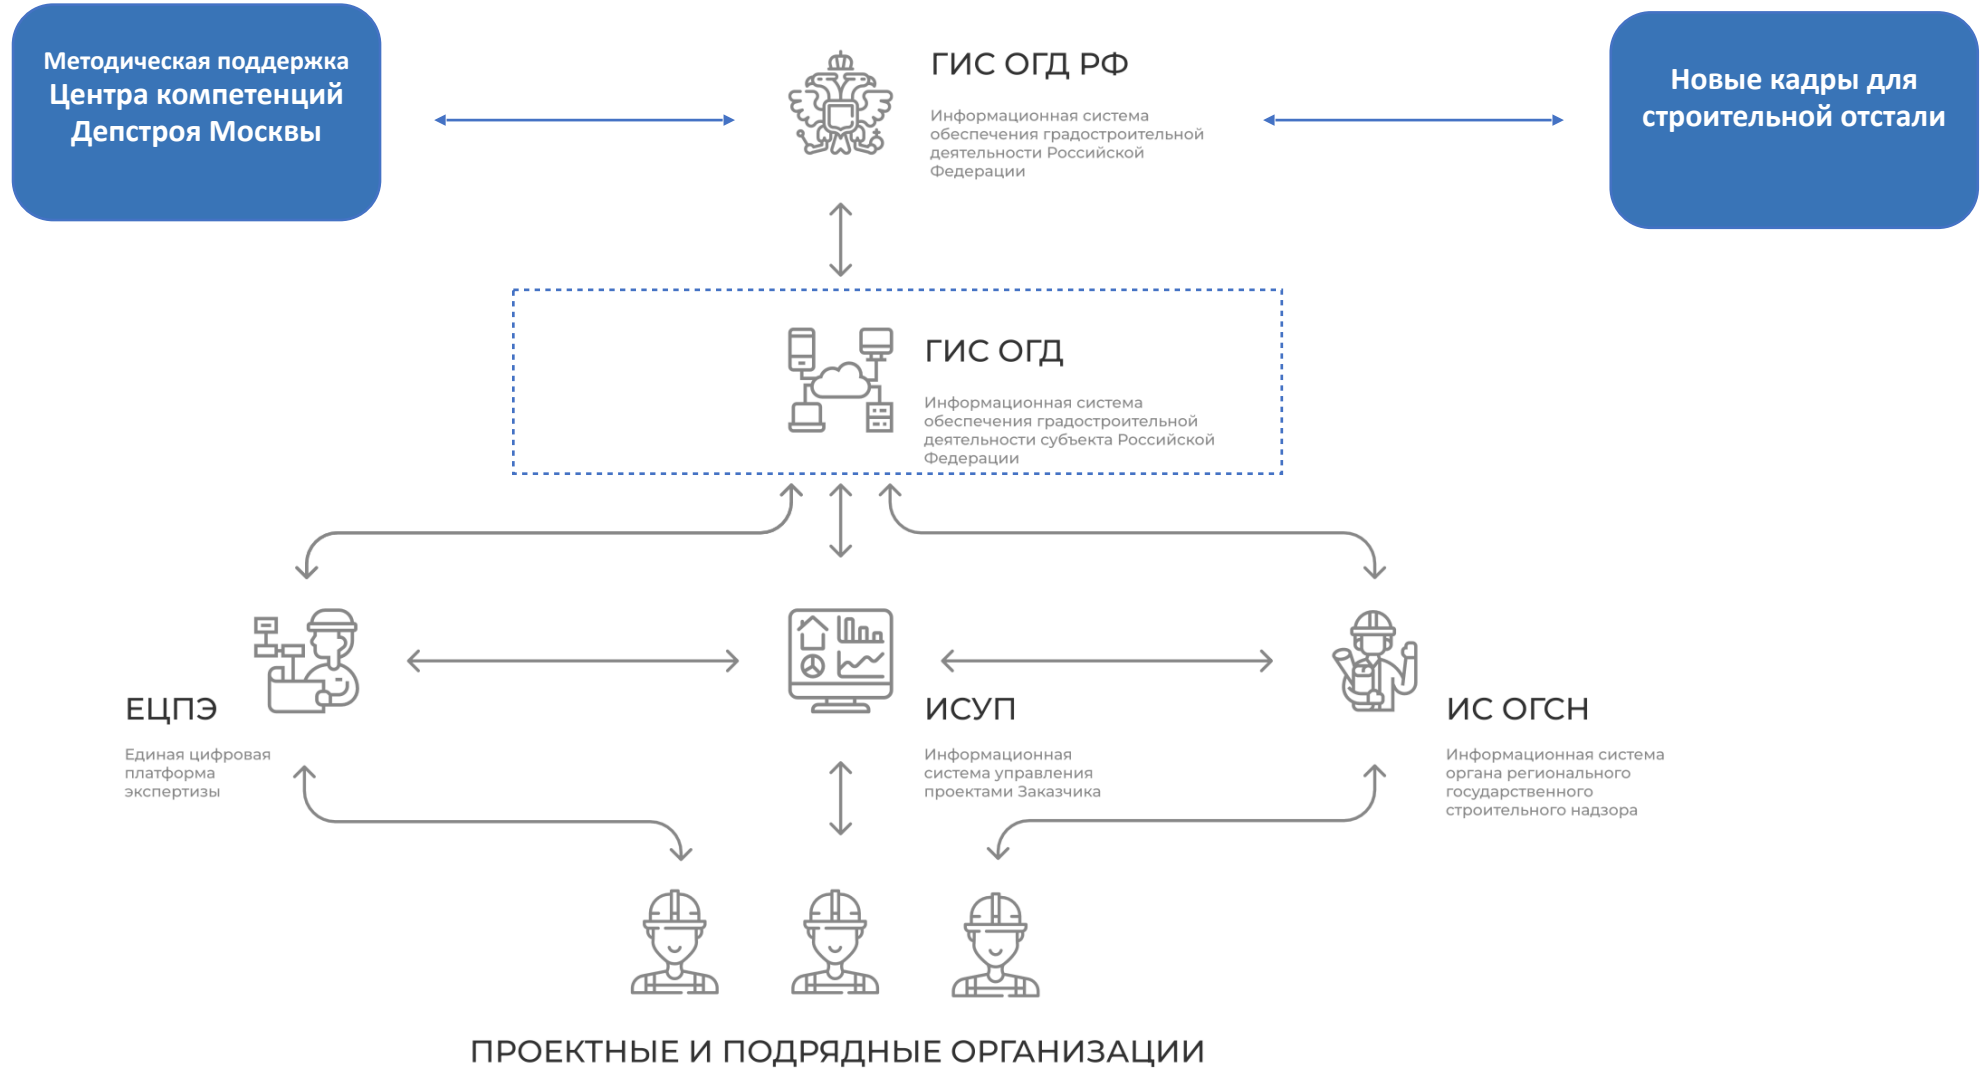 Методическая поддержка
Центра компетенций
Депстроя Москвы
ГИС ОГД РФ
Информационная система
обеспечения градостроительной
деятельности Российской
Федерации
Новые кадры для
строительной отстали
ГИС ОГД
Информационная система
обеспечения градостроительной
деятельности субъекта Российской
Федерации
ЕЦПЭ
Единая цифровая
платформа
экспертизы
ИСУП
Информационная
система управления
проектами Заказчика
ИС ОГСН
Информационная система
органа регионального
государственного
строительного надзора
ПРОЕКТНЫЕ И ПОДРЯДНЫЕ ОРГАНИЗАЦИИ